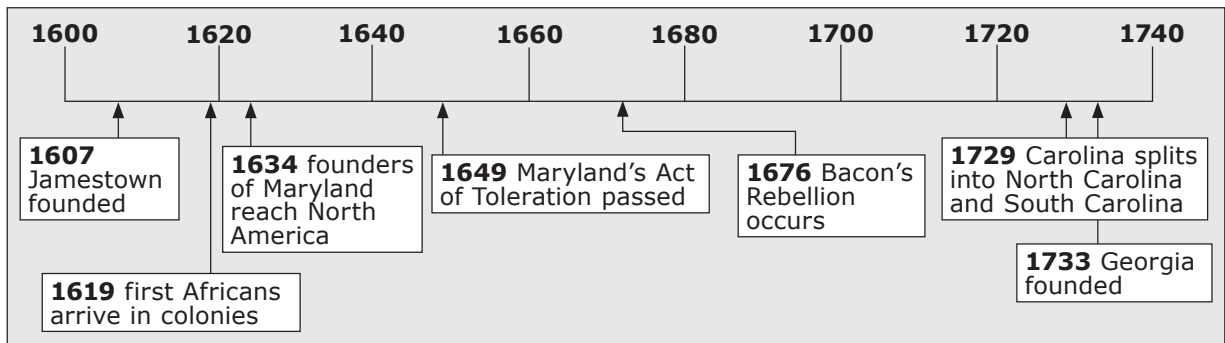 1600 1620 1640 1660 1680 1700 1720 1740
1607
Jamestown
founded
1619 first Africans
arrive in colonies
1634 founders
of Maryland
reach North
America
1649 Maryland’s Act
of Toleration passed
1676 Bacon’s
Rebellion
occurs
1729 Carolina splits
into North Carolina
and South Carolina
1733 Georgia
founded